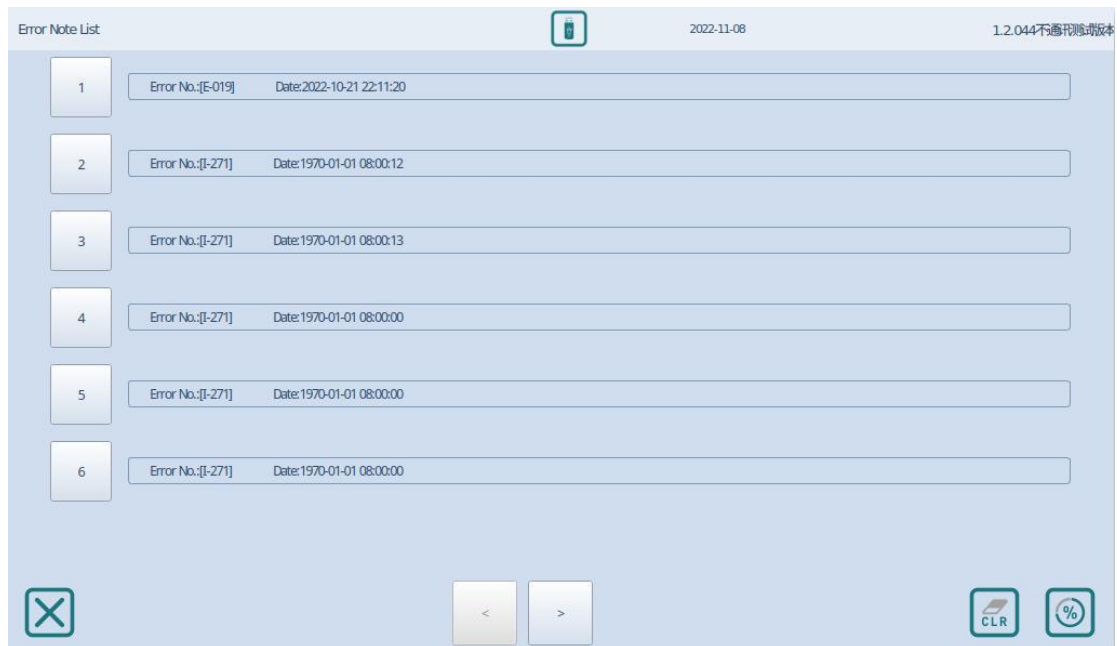 Error Note List 2022-11-08 1.2.044不通讯测试版本
1 Error No.:[E-019] Date:2022-10-21 22:11:20
2 Error No.:[I-271] Date:1970-01-01 08:00:12
3 Error No.:[I-271] Date:1970-01-01 08:00:13
4 Error No.:[I-271] Date:1970-01-01 08:00:00
5 Error No.:[I-271] Date:1970-01-01 08:00:00
6 Error No.:[I-271] Date:1970-01-01 08:00:00
< > CLR %